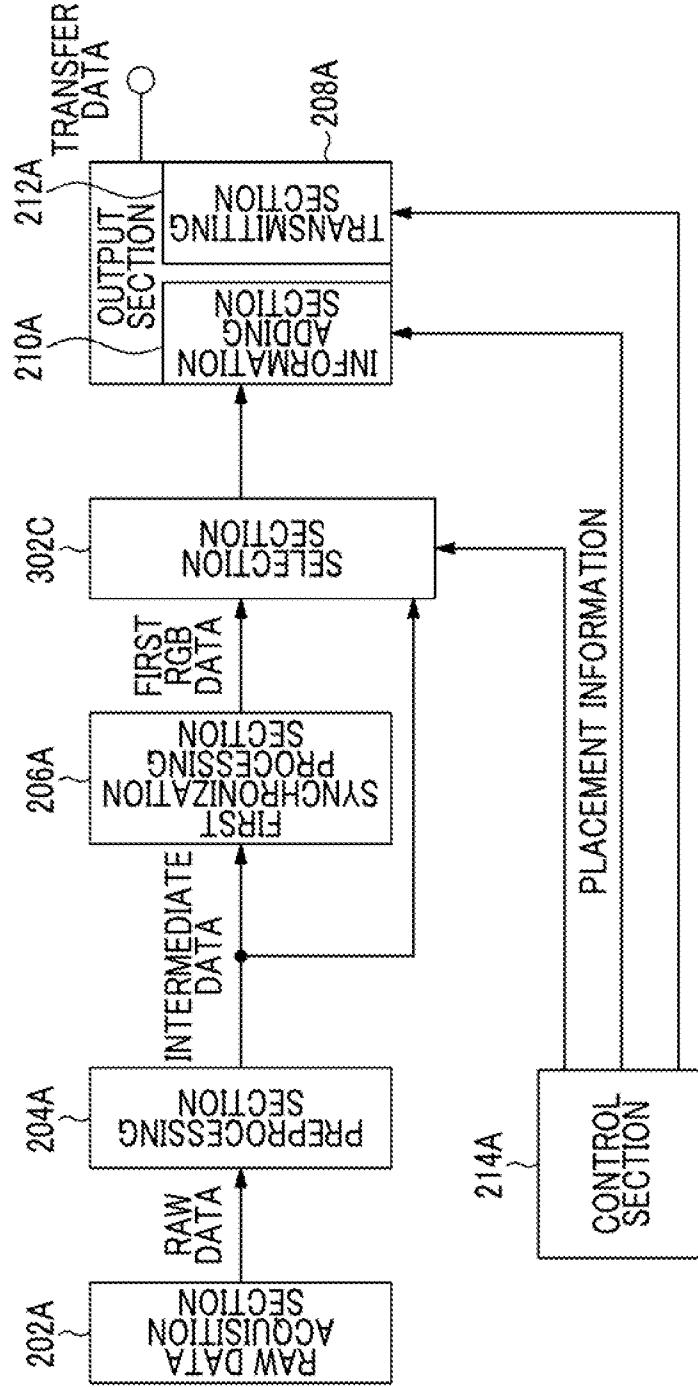 202A
RAW DATA
ACQUISITION
SECTION
RAW
DATA
204A
PREPROCESSING
SECTION
INTERMEDIATE
DATA
206A
FIRST
SYNCHRONIZATION
PROCESSING
SECTION
FIRST
RGB
DATA
302C
SELECTION
SECTION
210A
OUTPUT
SECTION
212A
INFORMATION
ADDING
SECTION
TRANSMITTING
SECTION
TRANSFER
DATA
208A
214A
CONTROL
SECTION
PLACEMENT INFORMATION